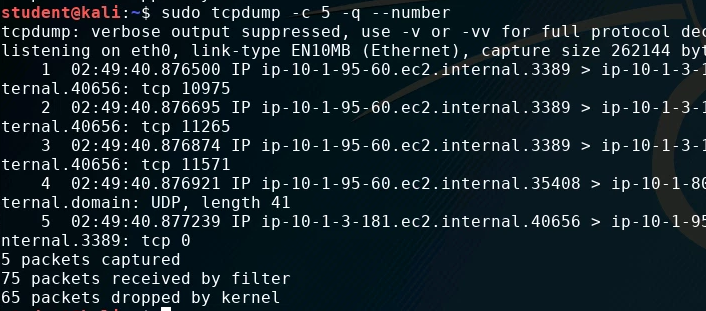 student@kali:~$ sudo tcpdump -c 5 -q --number
tcpdump: verbose output suppressed, use -v or -vv for full protocol dec
listening on eth0, link-type EN10MB (Ethernet), capture size 262144 byt
    1  02:49:40.876500 IP ip-10-1-95-60.ec2.internal.3389 > ip-10-1-3-1
ternal.40656: tcp 10975
    2  02:49:40.876695 IP ip-10-1-95-60.ec2.internal.3389 > ip-10-1-3-1
ternal.40656: tcp 11265
    3  02:49:40.876874 IP ip-10-1-95-60.ec2.internal.3389 > ip-10-1-3-1
ternal.40656: tcp 11571
    4  02:49:40.876921 IP ip-10-1-95-60.ec2.internal.35408 > ip-10-1-80
ternal.domain: UDP, length 41
    5  02:49:40.877239 IP ip-10-1-3-181.ec2.internal.40656 > ip-10-1-95
nternal.3389: tcp 0
5 packets captured
75 packets received by filter
65 packets dropped by kernel